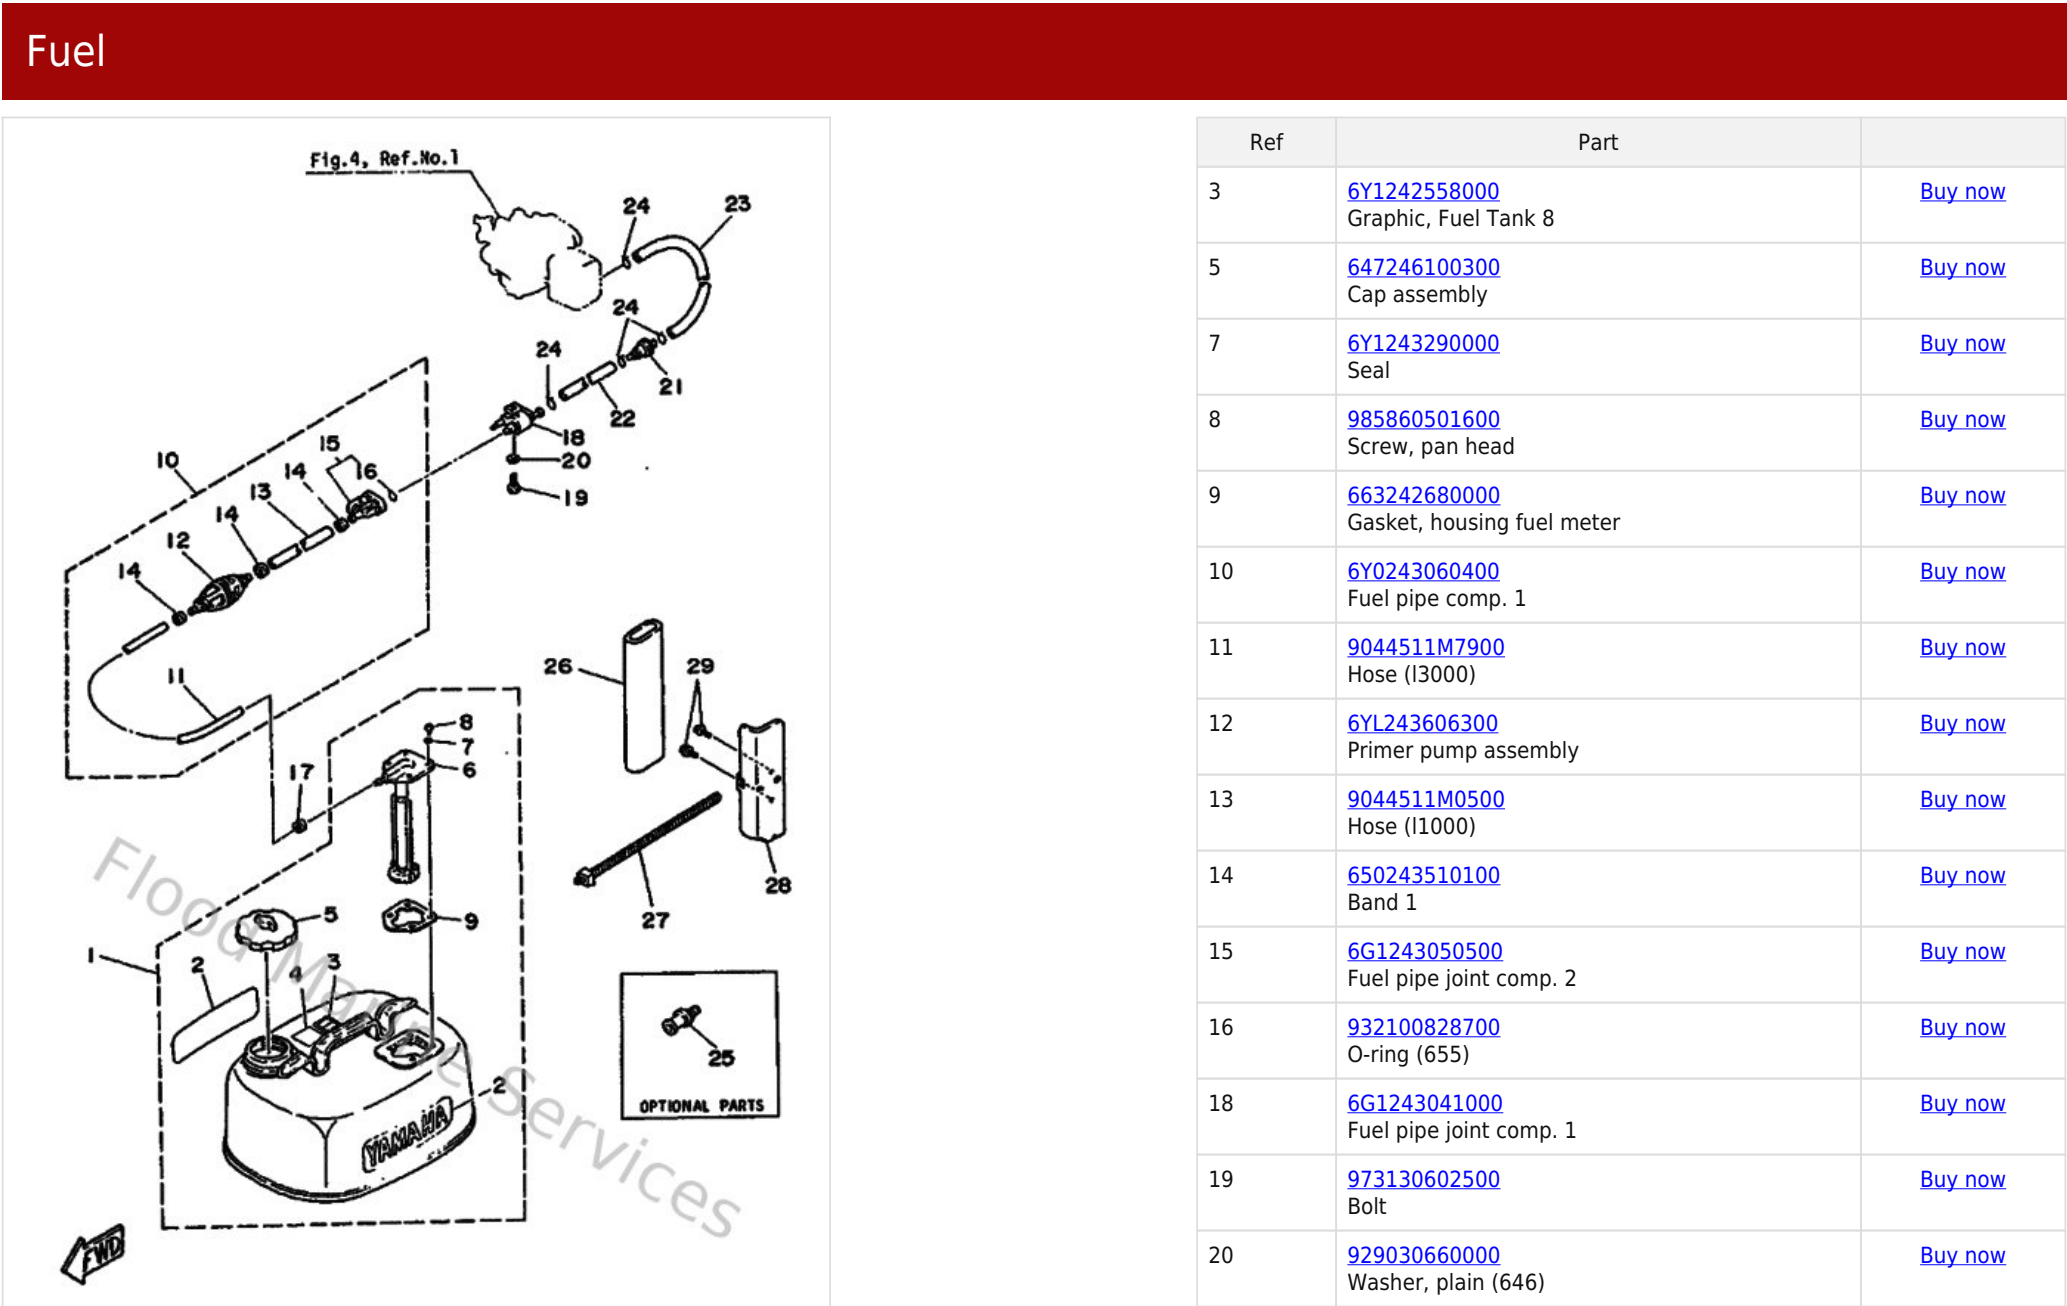 Fuel
Fig.4, Ref.No.1
24
23
24
24
21
22
18
20
19
15
16
14
10
13
14
12
14
11
26
29
8
7
6
17
28
27
5
9
1
2
4
3
25
OPTIONAL PARTS
2
YAMAHA
FWD
Flood Marine Services
Ref Part
3 6Y1242558000 Buy now
Graphic, Fuel Tank 8
5 647246100300 Buy now
Cap assembly
7 6Y1243290000 Buy now
Seal
8 985860501600 Buy now
Screw, pan head
9 663242680000 Buy now
Gasket, housing fuel meter
10 6Y0243060400 Buy now
Fuel pipe comp. 1
11 9044511M7900 Buy now
Hose (l3000)
12 6YL243606300 Buy now
Primer pump assembly
13 9044511M0500 Buy now
Hose (l1000)
14 650243510100 Buy now
Band 1
15 6G1243050500 Buy now
Fuel pipe joint comp. 2
16 932100828700 Buy now
O-ring (655)
18 6G1243041000 Buy now
Fuel pipe joint comp. 1
19 973130602500 Buy now
Bolt
20 929030660000 Buy now
Washer, plain (646)